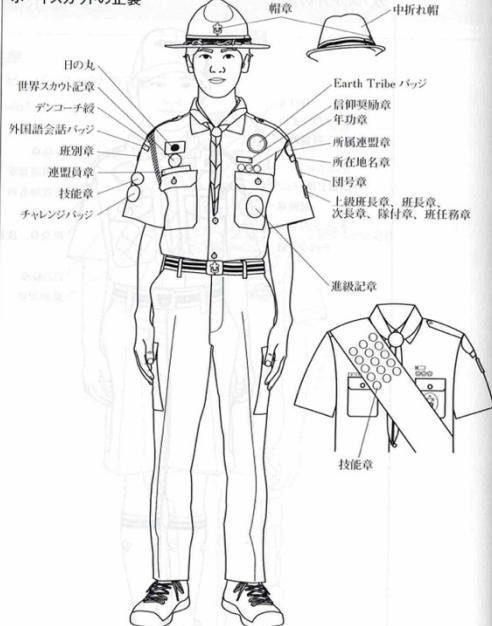 ボーイスカウトの正装
帽章
中折れ帽
日の丸
世界スカウト記章
デンコーチ綬
外国語会話バッジ
班別章
連盟員章
技能章
チャレンジバッジ
Earth Tribe バッジ
信仰奨励章
年功章
所属連盟章
所在地名章
団号章
上級班長章、班長章、
次長章、隊付章、班任務章
進級記章
技能章